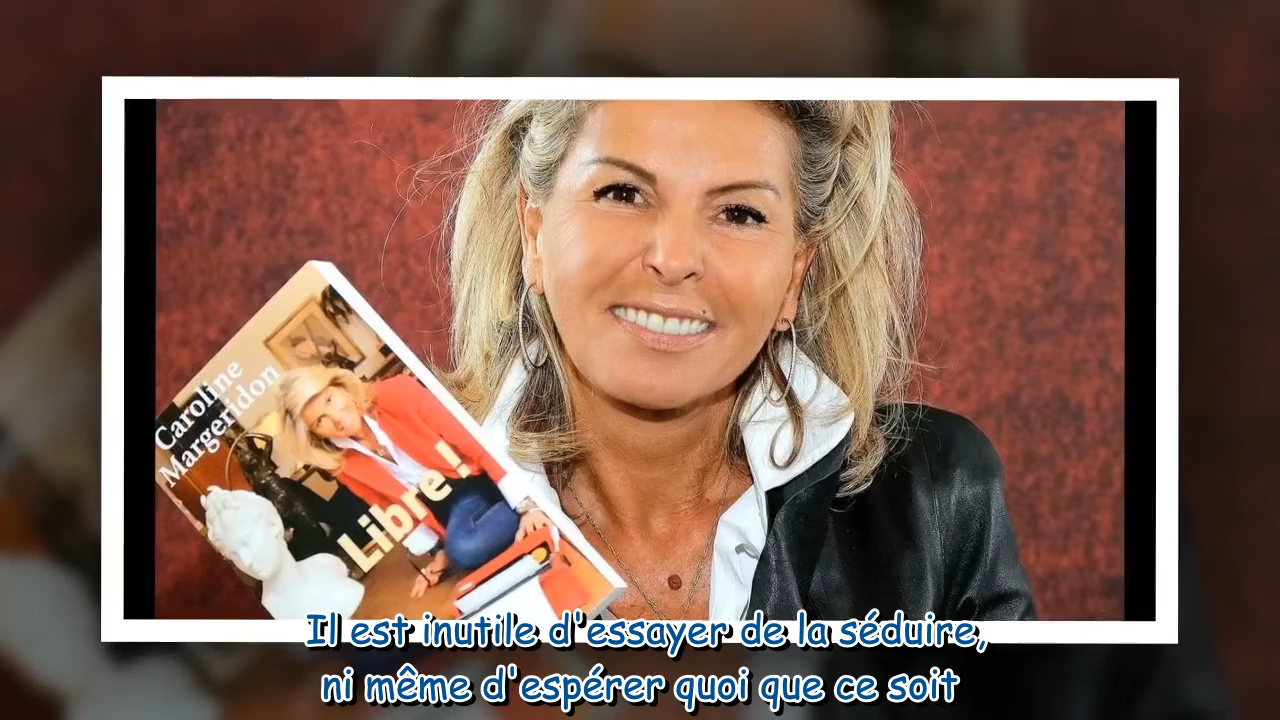 Caroline
Margeridon
Libre !
Il est inutile d'essayer de la séduire,
ni même d'espérer quoi que ce soit